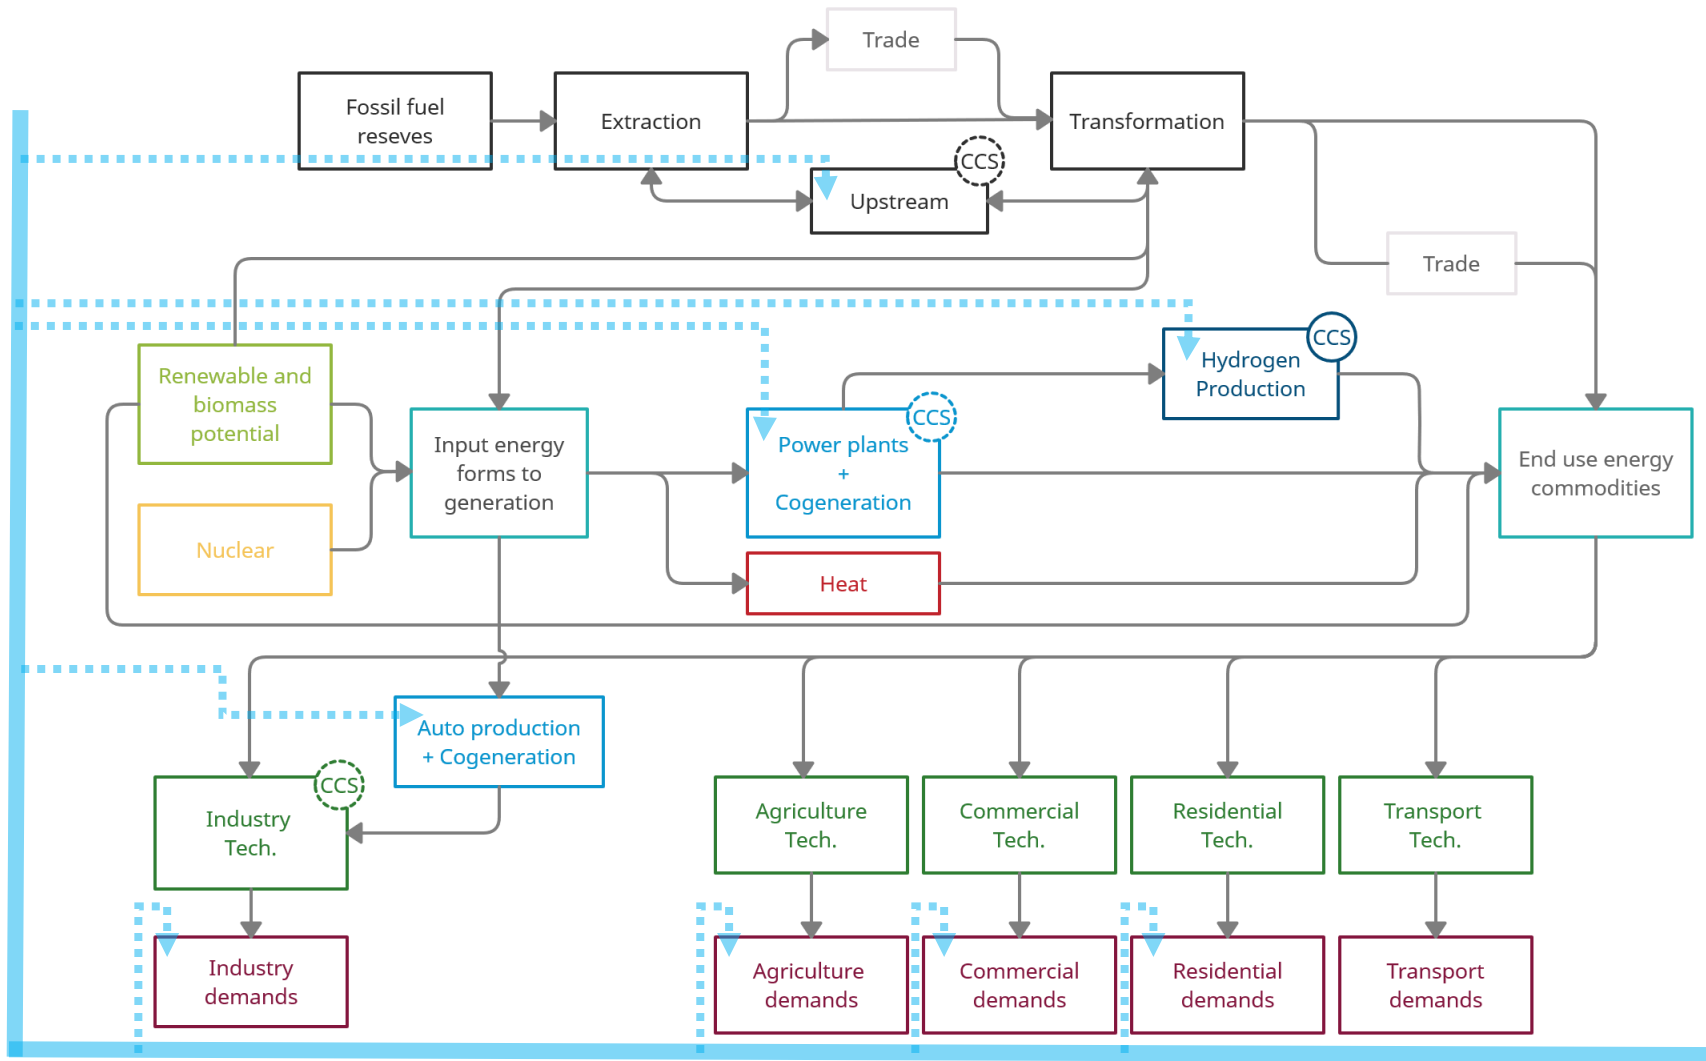 Trade
Fossil fuel
reseves
Extraction
Transformation
CCS
Upstream
Trade
CCS
Hydrogen
Production
Renewable and
biomass
potential
Input energy
forms to
generation
CCS
Power plants
+
Cogeneration
End use energy
commodities
Nuclear
Heat
Auto production
+ Cogeneration
CCS
Industry
Tech.
Agriculture
Tech.
Commercial
Tech.
Residential
Tech.
Transport
Tech.
Industry
demands
Agriculture
demands
Commercial
demands
Residential
demands
Transport
demands